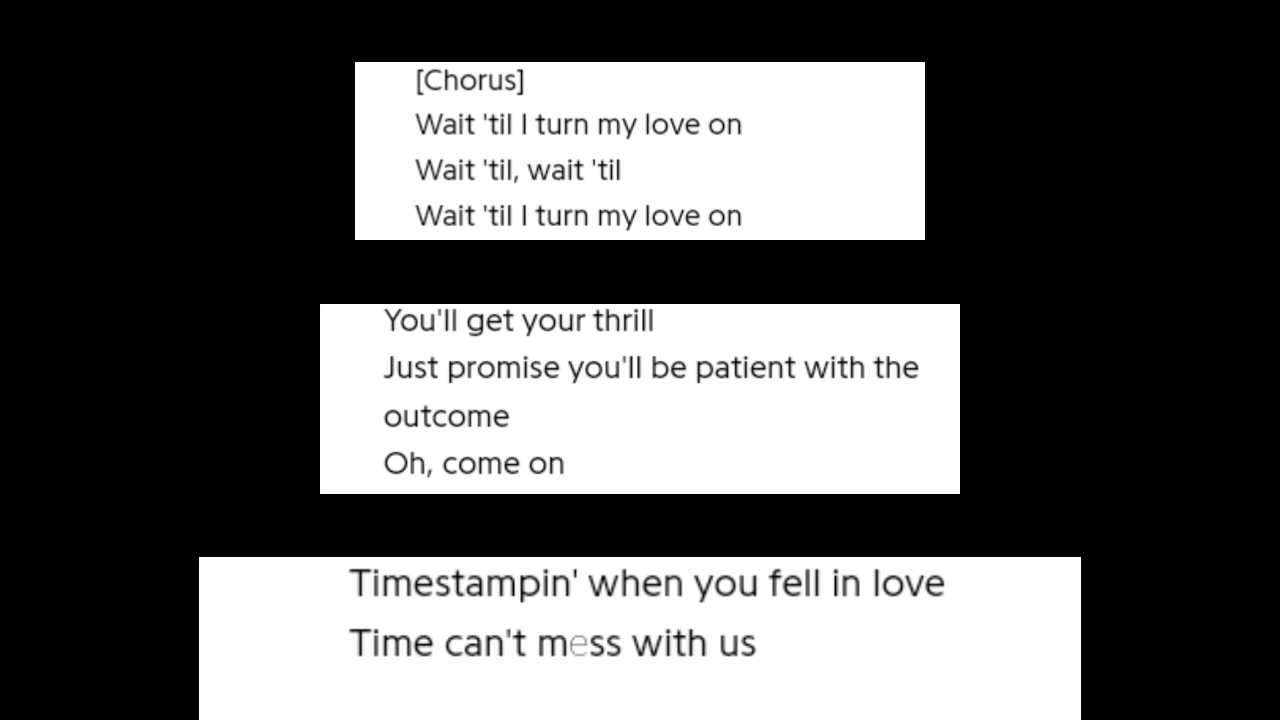 [Chorus]
Wait 'til I turn my love on
Wait 'til, wait 'til
Wait 'til I turn my love on
You'll get your thrill
Just promise you'll be patient with the
outcome
Oh, come on
Timestampin' when you fell in love
Time can't mess with us